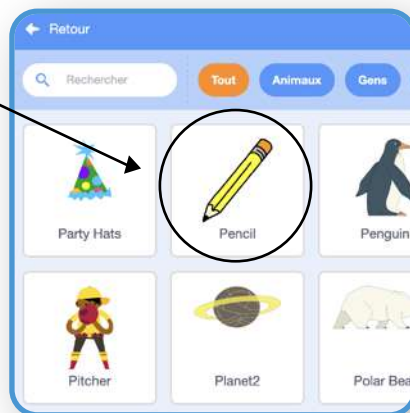 Retour
Rechercher Tout Animaux Gens
Party Hats Pencil Penguin
Pitcher Planet2 Polar Bea